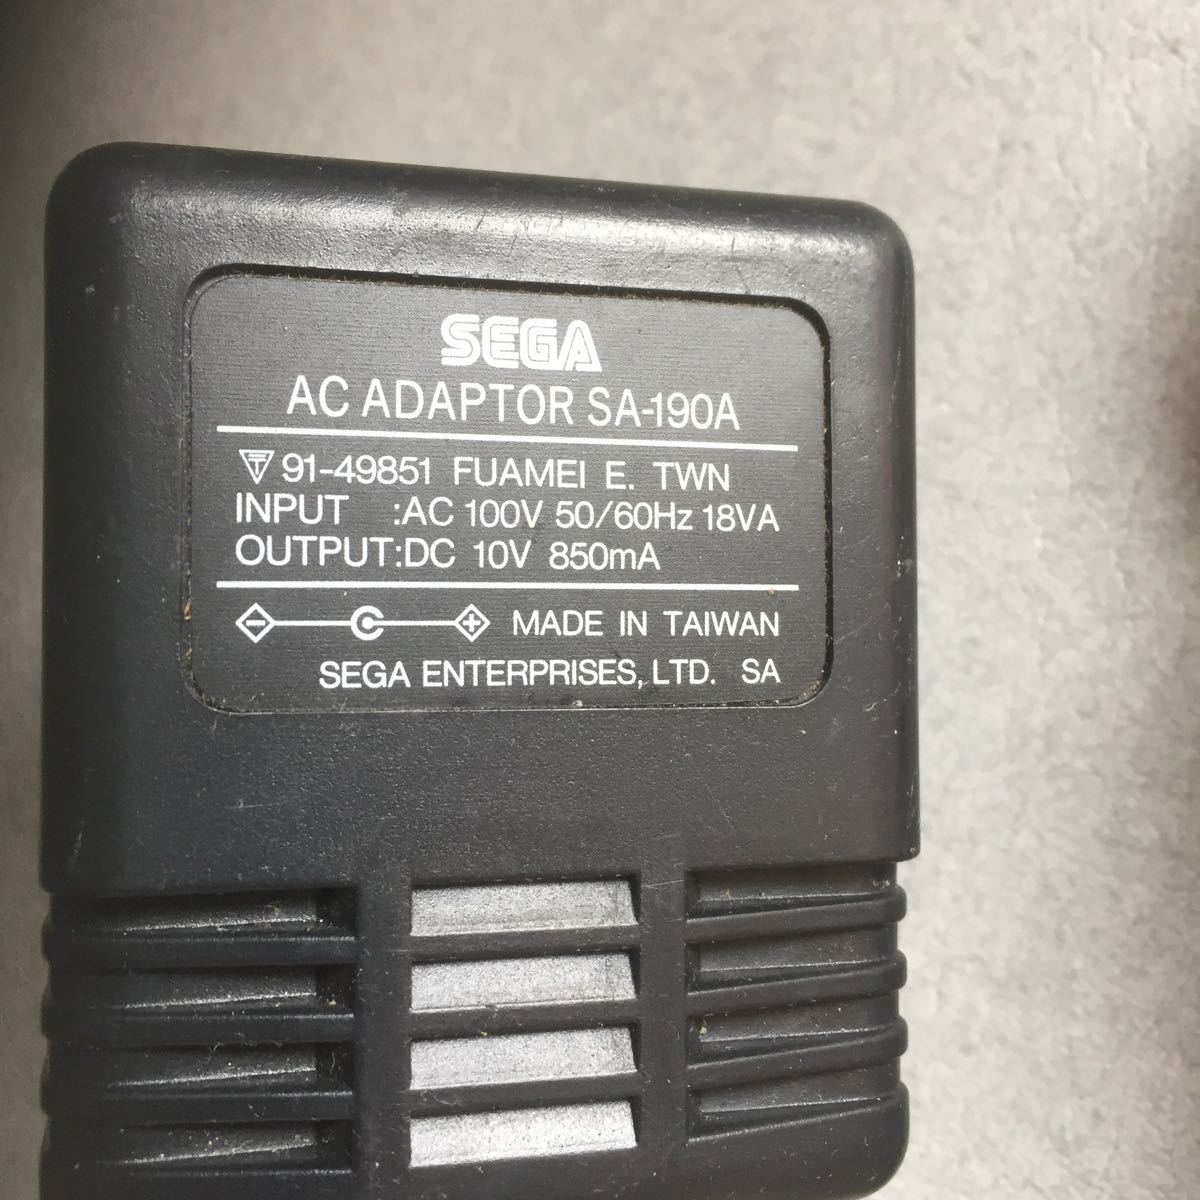 SEGA
AC ADAPTOR SA-190A
91-49851 FUAMEI E. TWN
INPUT :AC 100V 50/60Hz 18VA
OUTPUT:DC 10V 850mA
MADE IN TAIWAN
SEGA ENTERPRISES, LTD. SA